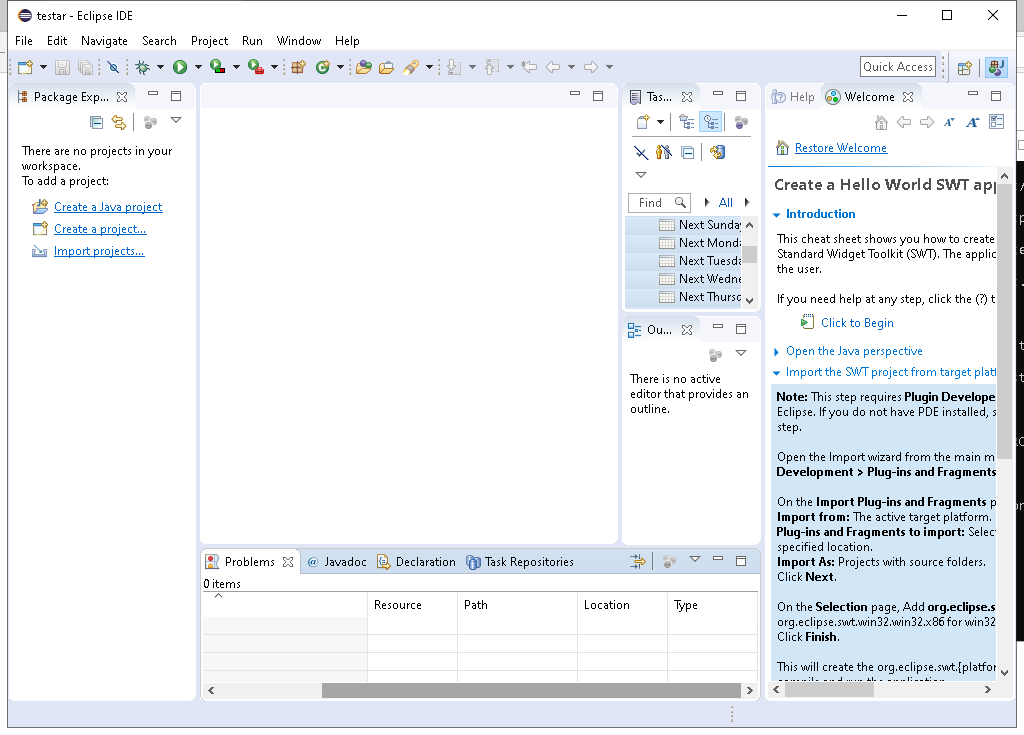 testar - Eclipse IDE
File Edit Navigate Search Project Run Window Help
Quick Access
Package Exp...
There are no projects in your
workspace.
To add a project:
Create a Java project
Create a project...
Import projects...
Tas...
Find
All
Next Sunday
Next Monda
Next Tuesda
Next Wedne
Next Thursd
Ou...
There is no active
editor that provides an
outline.
Help Welcome
Restore Welcome
Create a Hello World SWT app
Introduction
This cheat sheet shows you how to create
Standard Widget Toolkit (SWT). The applic
the user.
If you need help at any step, click the (?) t
Click to Begin
Open the Java perspective
Import the SWT project from target platf
Note: This step requires Plugin Develope
Eclipse. If you do not have PDE installed, s
step.
Open the Import wizard from the main m
Development > Plug-ins and Fragments
On the Import Plug-ins and Fragments p
Import from: The active target platform.
Plug-ins and Fragments to import: Selec
specified location.
Import As: Projects with source folders.
Click Next.
On the Selection page, Add org.eclipse.s
org.eclipse.swt.win32.win32.x86 for win32
Click Finish.
This will create the org.eclipse.swt.{platfor
compile and run the application.
Problems @ Javadoc Declaration Task Repositories
0 items
Resource Path Location Type